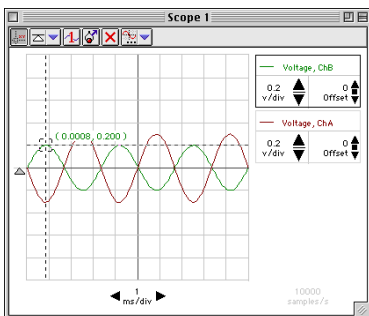 Scope 1
Voltage, ChB
0.2
v/div
0
Offset
(0.0008, 0.200)
Voltage, ChA
0.2
v/div
0
Offset
1
ms/div
10000
samples/s